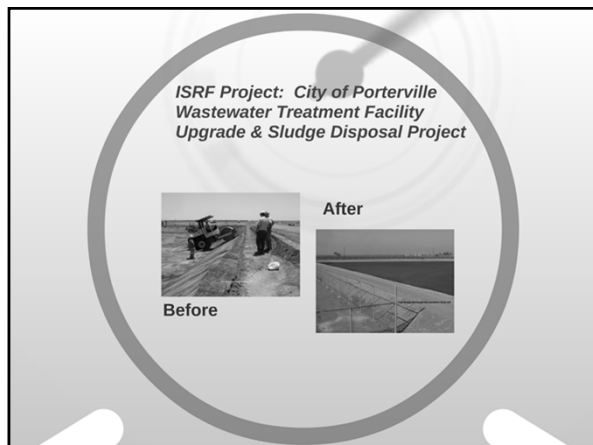 ISRF Project: City of Porterville
Wastewater Treatment Facility
Upgrade & Sludge Disposal Project
After
Before